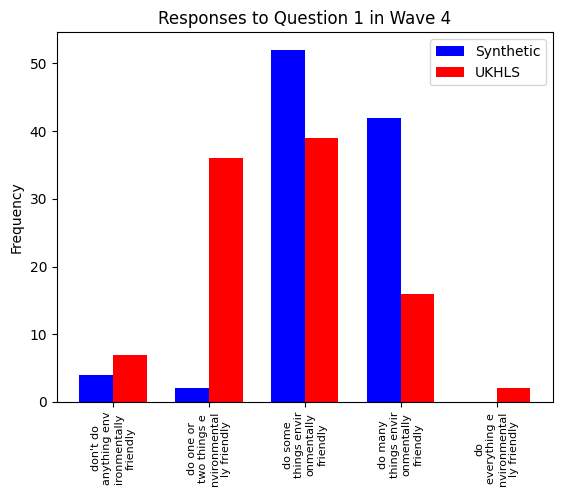 Responses to Question 1 in Wave 4
Synthetic
UKHLS
Frequency
50
40
30
20
10
0
don't do
anything env
ironmentally
friendly
do one or
two things e
nvironmental
ly friendly
do some
things envir
onmentally
friendly
do many
things envir
onmentally
friendly
do
everything e
nvironmental
ly friendly